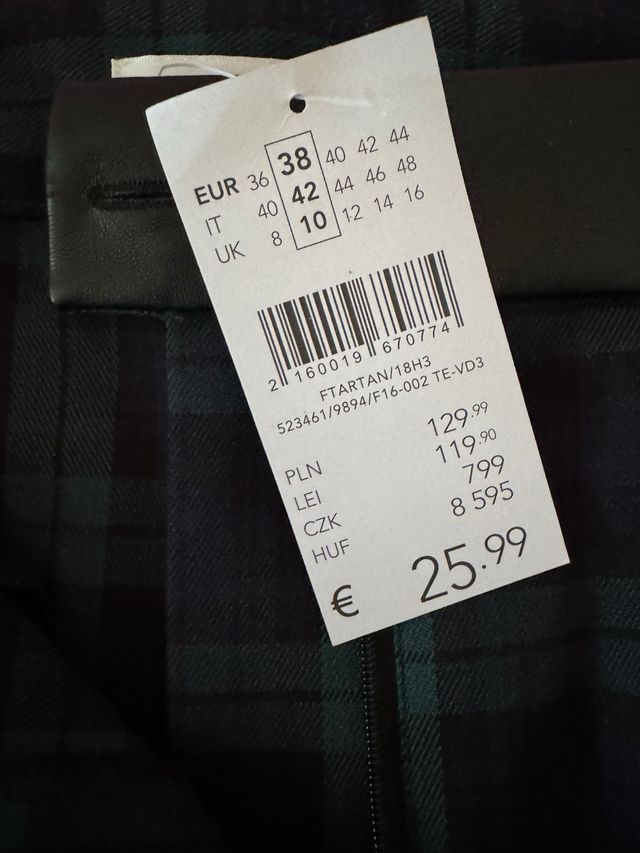 EUR 36 38 40 42 44
IT 40 42 44 46 48
UK 8 10 12 14 16
2 160019 670774
FTARTAN/18H3
523461/9894/F16-002 TE-VD3
PLN 129.99
LEI 119.90
CZK 799
HUF 8 595
€ 25.99